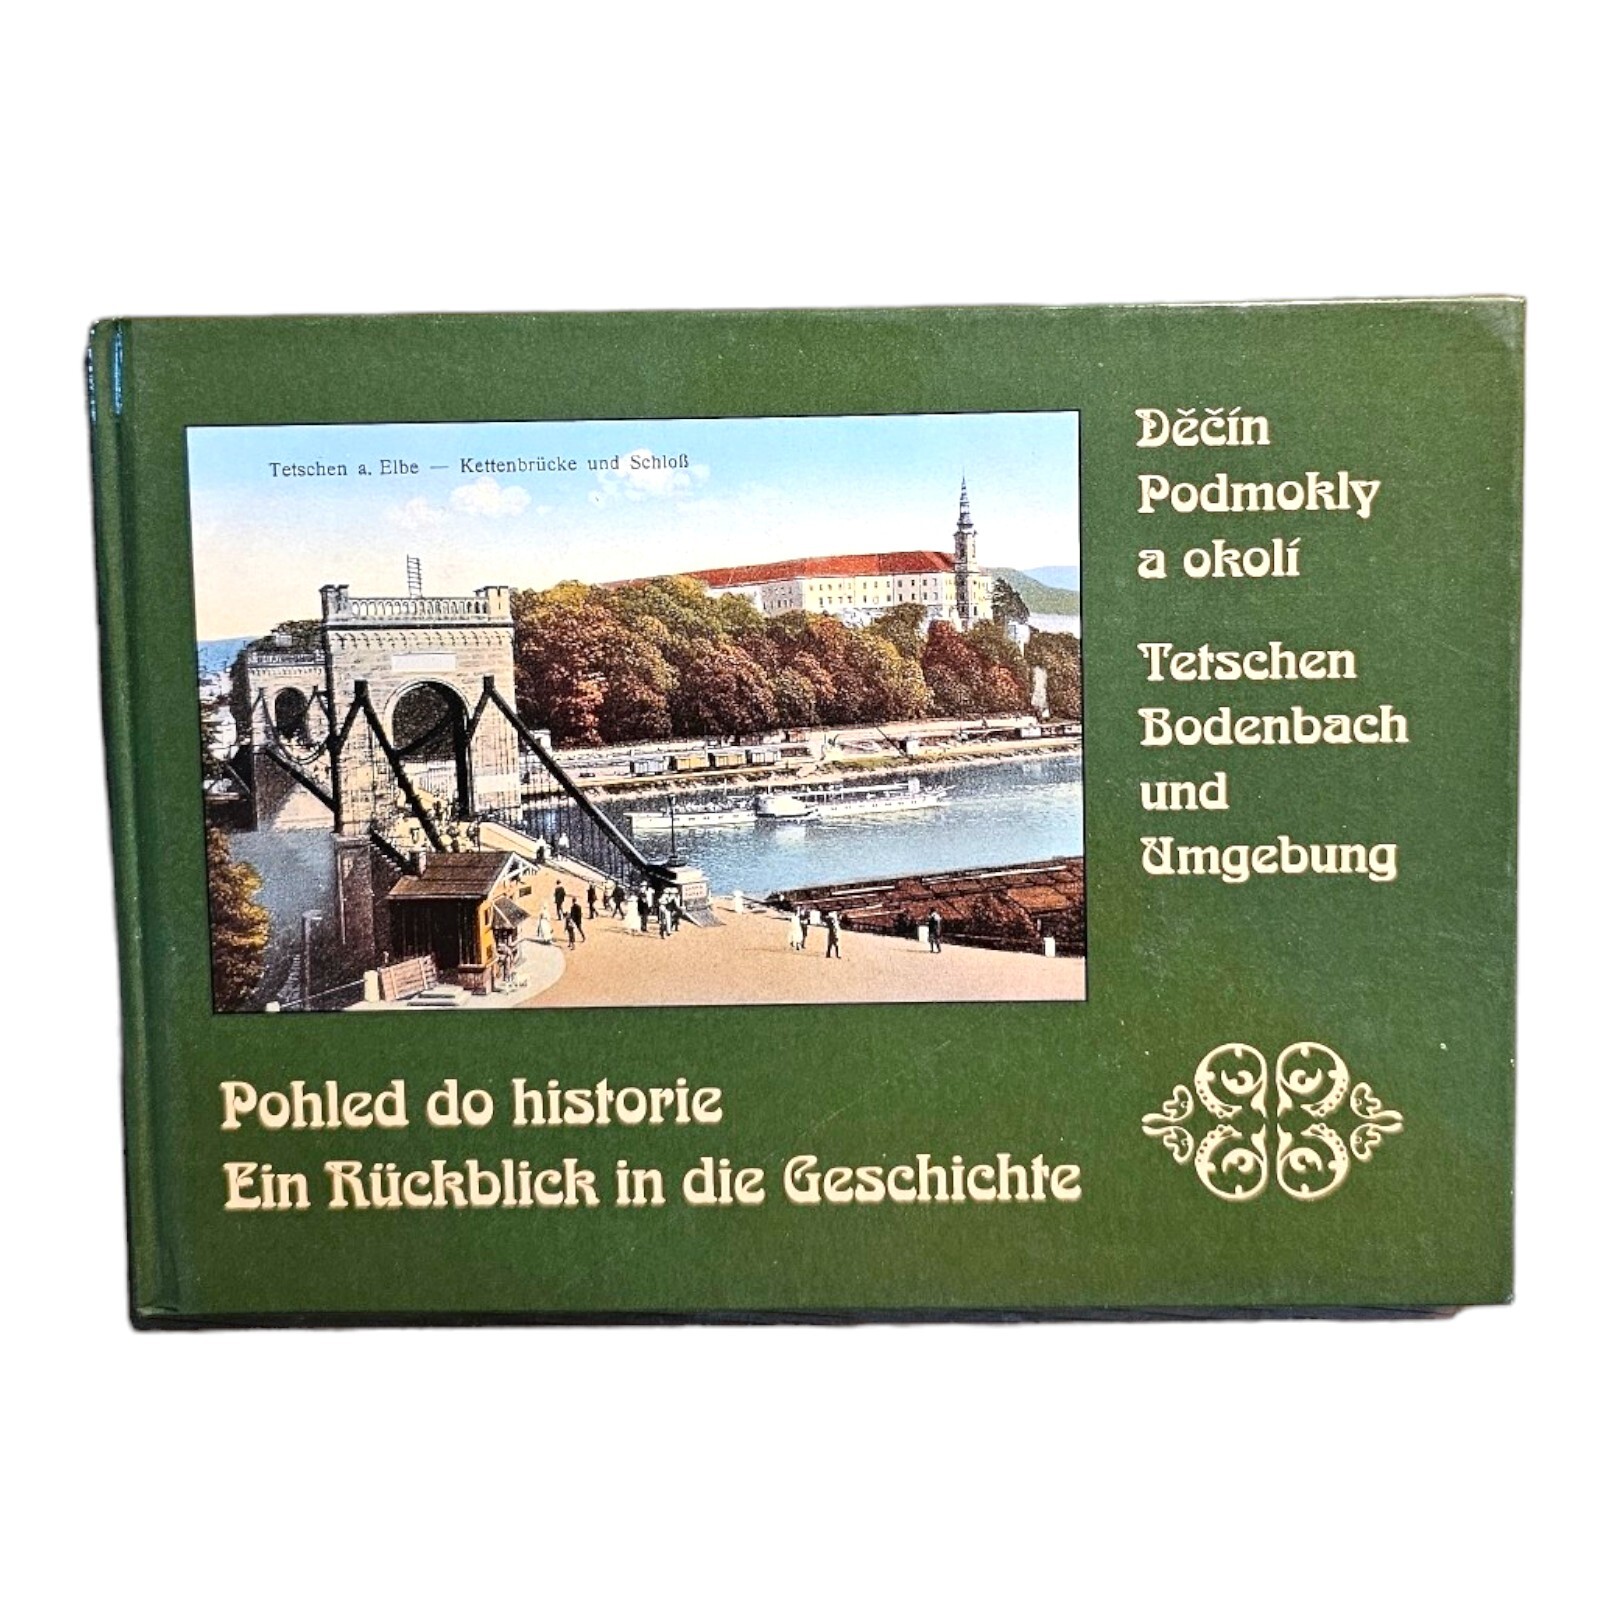 Tetschen a. Elbe — Kettenbrücke und Schloß
Děčín
Podmokly
a okolí
Tetschen
Bodenbach
und
Umgebung
Pohled do historie
Ein Rückblick in die Geschichte